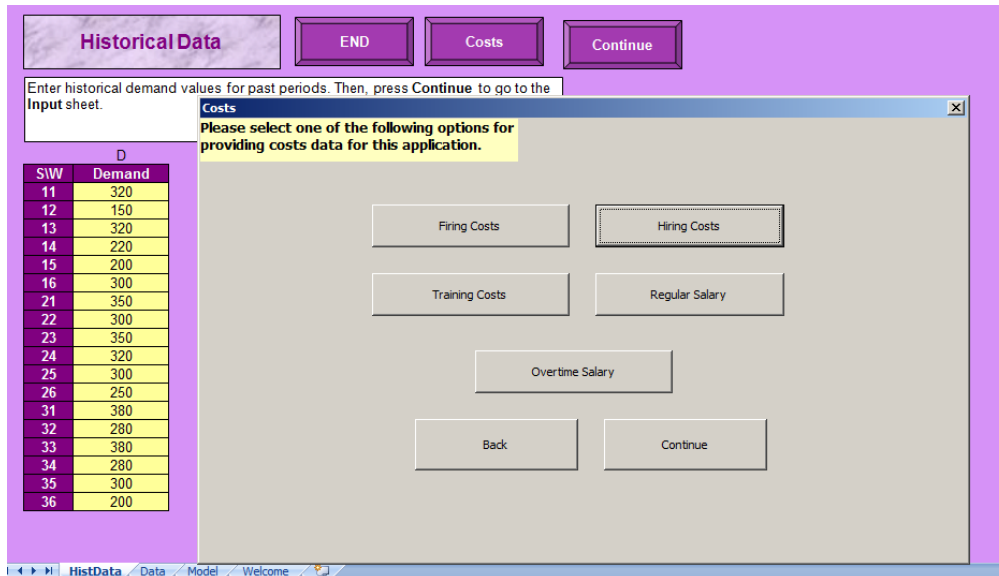 Historical Data
END
Costs
Continue
Enter historical demand values for past periods. Then, press Continue to go to the
Input sheet.
Costs
Please select one of the following options for
providing costs data for this application.
Firing Costs
Hiring Costs
Training Costs
Regular Salary
Overtime Salary
Back
Continue
D
S\W Demand
11 320
12 150
13 320
14 220
15 200
16 300
21 350
22 300
23 350
24 320
25 300
26 250
31 380
32 280
33 380
34 280
35 300
36 200
HistData Data Model Welcome